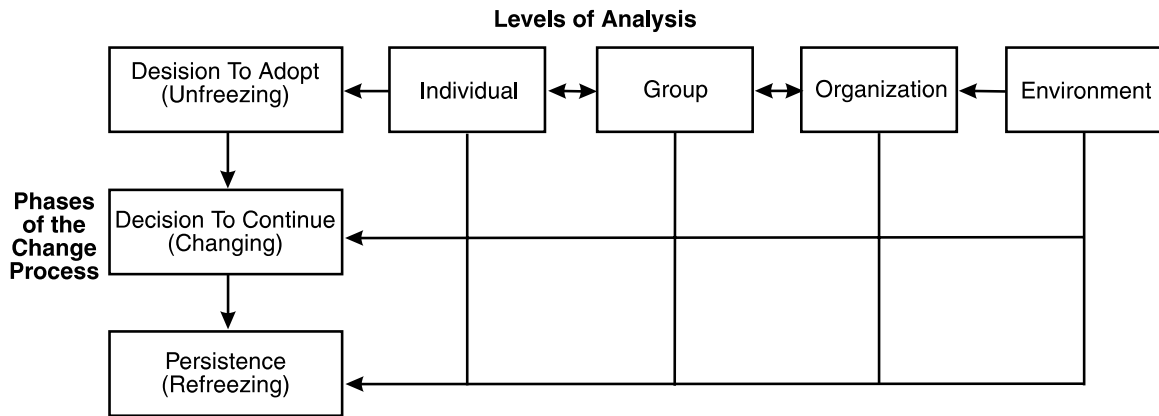 Levels of Analysis
Desision To Adopt
(Unfreezing)
Individual
Group
Organization
Environment
Phases
of the
Change
Process
Decision To Continue
(Changing)
Persistence
(Refreezing)